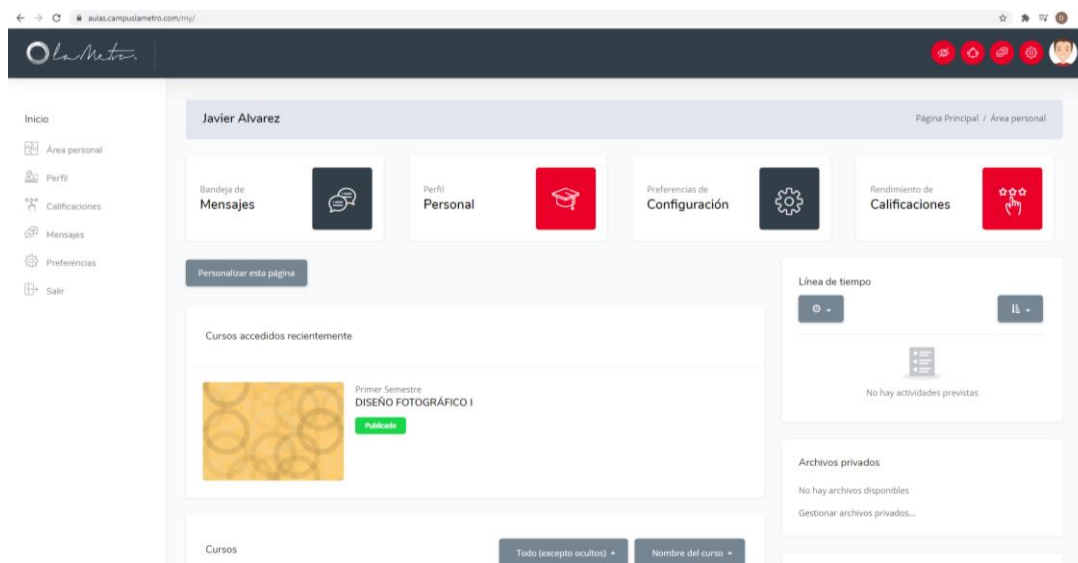 aulas.campuslametro.com/my/
D
La Metro.
Inicio
Área personal
Perfil
Calificaciones
Mensajes
Preferencias
Salir
Javier Alvarez
Página Principal / Área personal
Bandeja de
Mensajes
Perfil
Personal
Preferencias de
Configuración
Rendimiento de
Calificaciones
Personalizar esta página
Cursos accedidos recientemente
Primer Semestre
DISEÑO FOTOGRÁFICO I
Publicado
Línea de tiempo
No hay actividades previstas
Archivos privados
No hay archivos disponibles
Gestionar archivos privados...
Cursos
Todo (excepto ocultos)
Nombre del curso